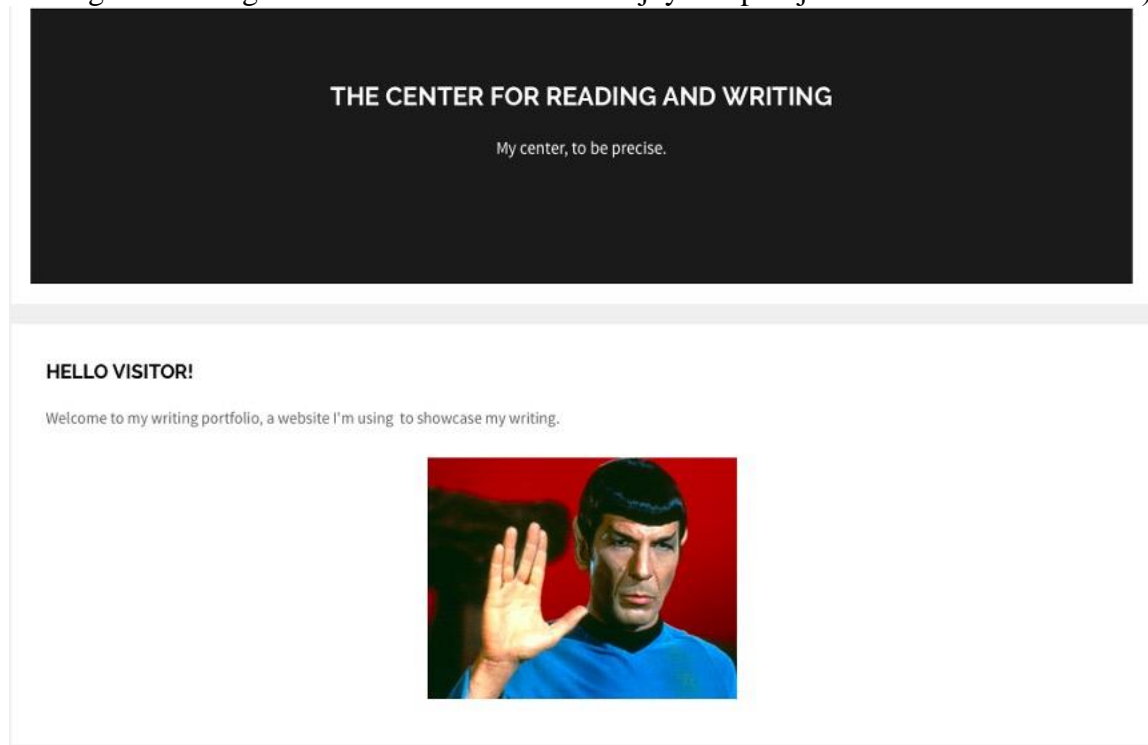 THE CENTER FOR READING AND WRITING
My center, to be precise.
HELLO VISITOR!
Welcome to my writing portfolio, a website I'm using to showcase my writing.